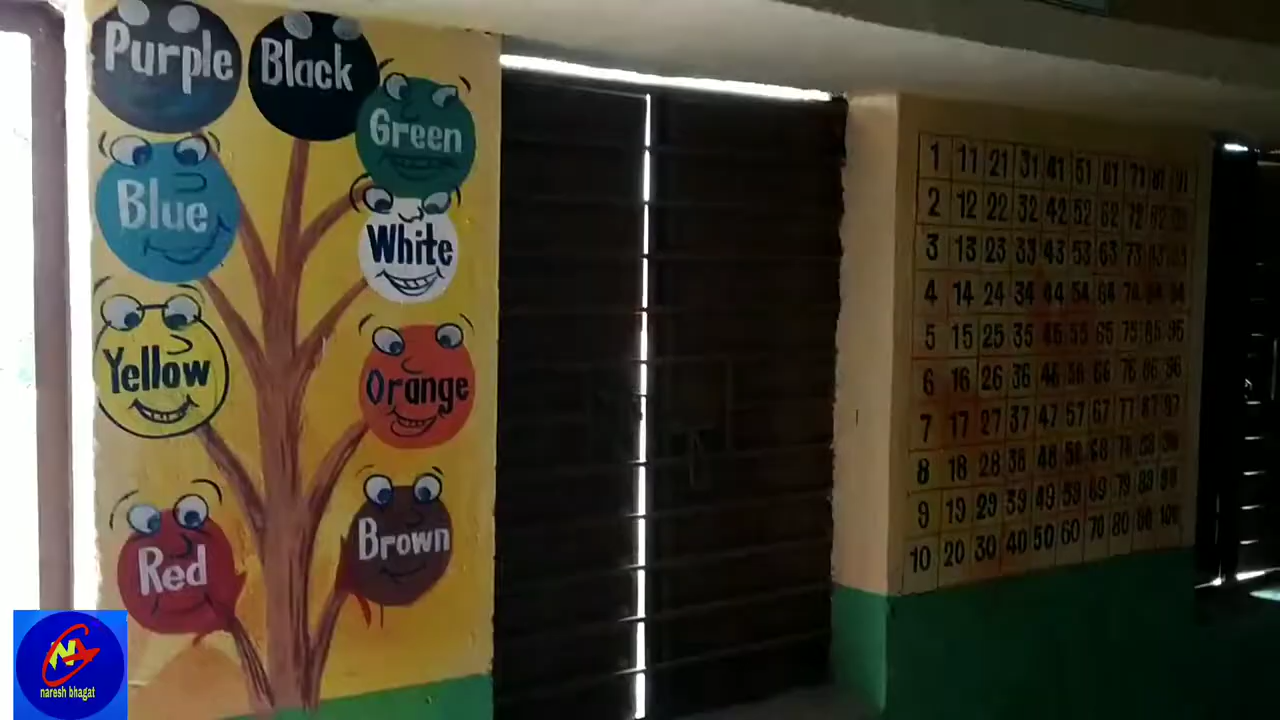 Purple
Black
Green
Blue
White
Yellow
Orange
Red
Brown
1 11 21 31 41 51 61 71 81 91
2 12 22 32 42 52 62 72 82
3 13 23 33 43 53 63 73 83 93
4 14 24 34 44 54 64 74 84 94
5 15 25 35 45 55 65 75 85 95
6 16 26 36 46 56 66 76 86 96
7 17 27 37 47 57 67 77 87 97
8 18 28 38 48 58 68 78 88 98
9 19 29 39 49 59 69 79 89 99
10 20 30 40 50 60 70 80 90 100
NA
naresh bhagat